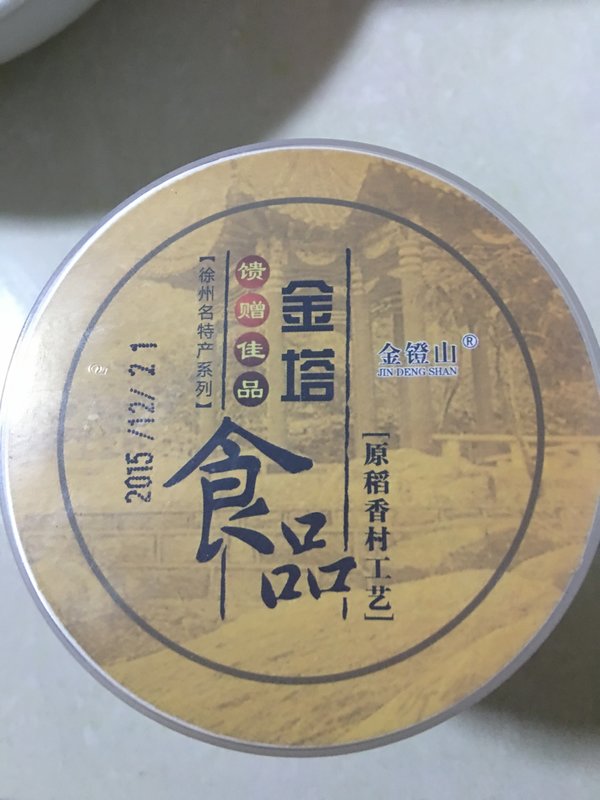 金镫山®
JIN DENG SHAN
[原稻香村工艺]
金塔
食品
馈赠佳品
【徐州名特产系列】
2015/12/21